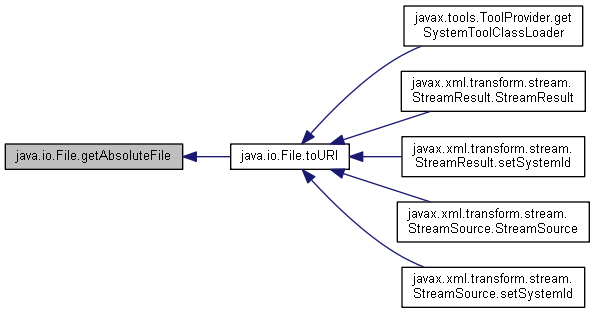 javax.tools.ToolProvider.get
SystemToolClassLoader
javax.xml.transform.stream.
StreamResult.StreamResult
java.io.File.getAbsoluteFile
java.io.File.toURI
javax.xml.transform.stream.
StreamResult.setSystemId
javax.xml.transform.stream.
StreamSource.StreamSource
javax.xml.transform.stream.
StreamSource.setSystemId